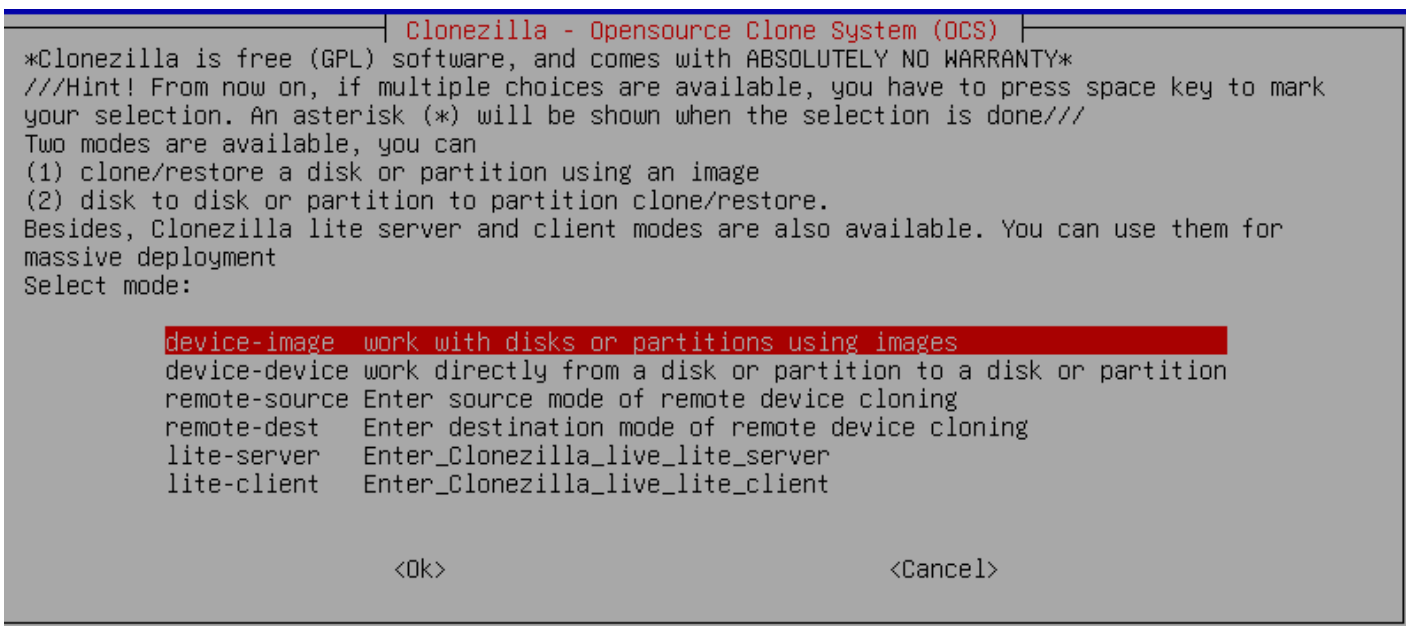 Clonezilla - Opensource Clone System (OCS)
*Clonezilla is free (GPL) software, and comes with ABSOLUTELY NO WARRANTY*
///Hint! From now on, if multiple choices are available, you have to press space key to mark
your selection. An asterisk (*) will be shown when the selection is done///
Two modes are available, you can
(1) clone/restore a disk or partition using an image
(2) disk to disk or partition to partition clone/restore.
Besides, Clonezilla lite server and client modes are also available. You can use them for
massive deployment
Select mode:
device-image work with disks or partitions using images
device-device work directly from a disk or partition to a disk or partition
remote-source Enter source mode of remote device cloning
remote-dest Enter destination mode of remote device cloning
lite-server Enter_Clonezilla_live_lite_server
lite-client Enter_Clonezilla_live_lite_client
<Ok> <Cancel>